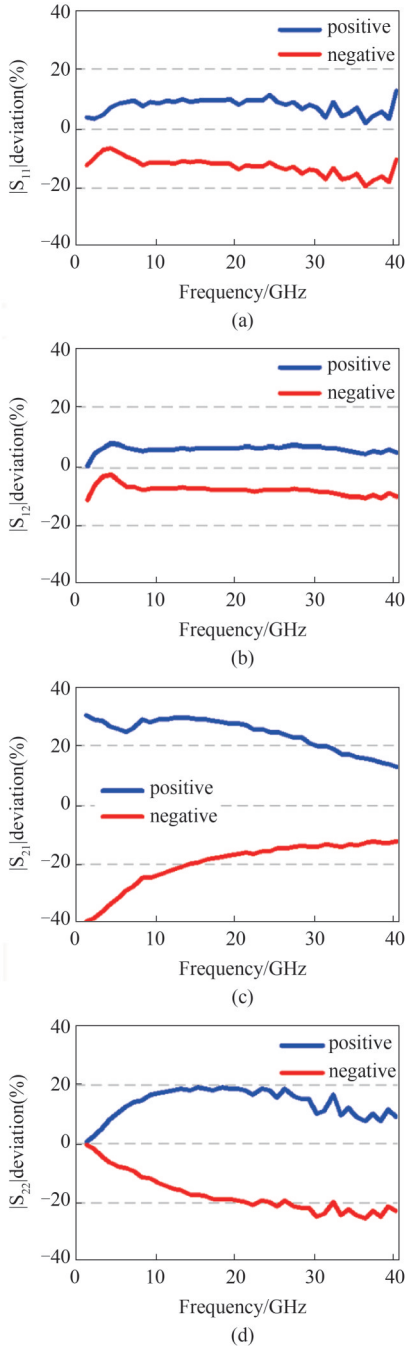 40
positive
negative
20
0
−20
−40
|S11|deviation(%)
0 10 20 30 40
Frequency/GHz
(a)
40
positive
negative
20
0
−20
−40
|S12|deviation(%)
0 10 20 30 40
Frequency/GHz
(b)
40
20
positive
0
negative
−20
−40
|S21|deviation(%)
0 10 20 30 40
Frequency/GHz
(c)
40
positive
negative
20
0
−20
−40
|S22|deviation(%)
0 10 20 30 40
Frequency/GHz
(d)